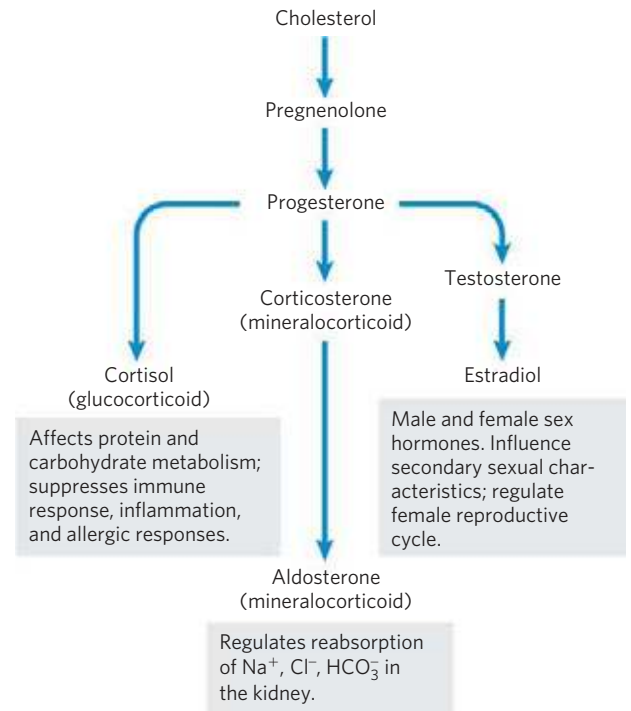 Cholesterol
Pregnenolone
Progesterone
Corticosterone
(mineralocorticoid)
Testosterone
Cortisol
(glucocorticoid)
Affects protein and
carbohydrate metabolism;
suppresses immune
response, inflammation,
and allergic responses.
Estradiol
Male and female sex
hormones. Influence
secondary sexual char-
acteristics; regulate
female reproductive
cycle.
Aldosterone
(mineralocorticoid)
Regulates reabsorption
of Na⁺, Cl⁻, HCO₃⁻ in
the kidney.